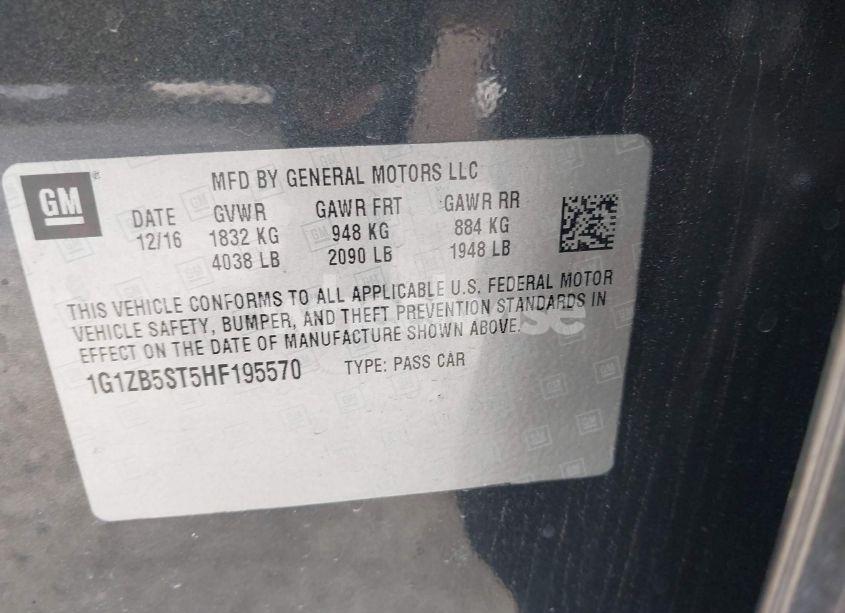 GM
MFD BY GENERAL MOTORS LLC
DATE GVWR GAWR FRT GAWR RR
12/16 1832 KG 948 KG 884 KG
4038 LB 2090 LB 1948 LB
THIS VEHICLE CONFORMS TO ALL APPLICABLE U.S. FEDERAL MOTOR
VEHICLE SAFETY, BUMPER, AND THEFT PREVENTION STANDARDS IN
EFFECT ON THE DATE OF MANUFACTURE SHOWN ABOVE.
1G1ZB5ST5HF195570 TYPE: PASS CAR